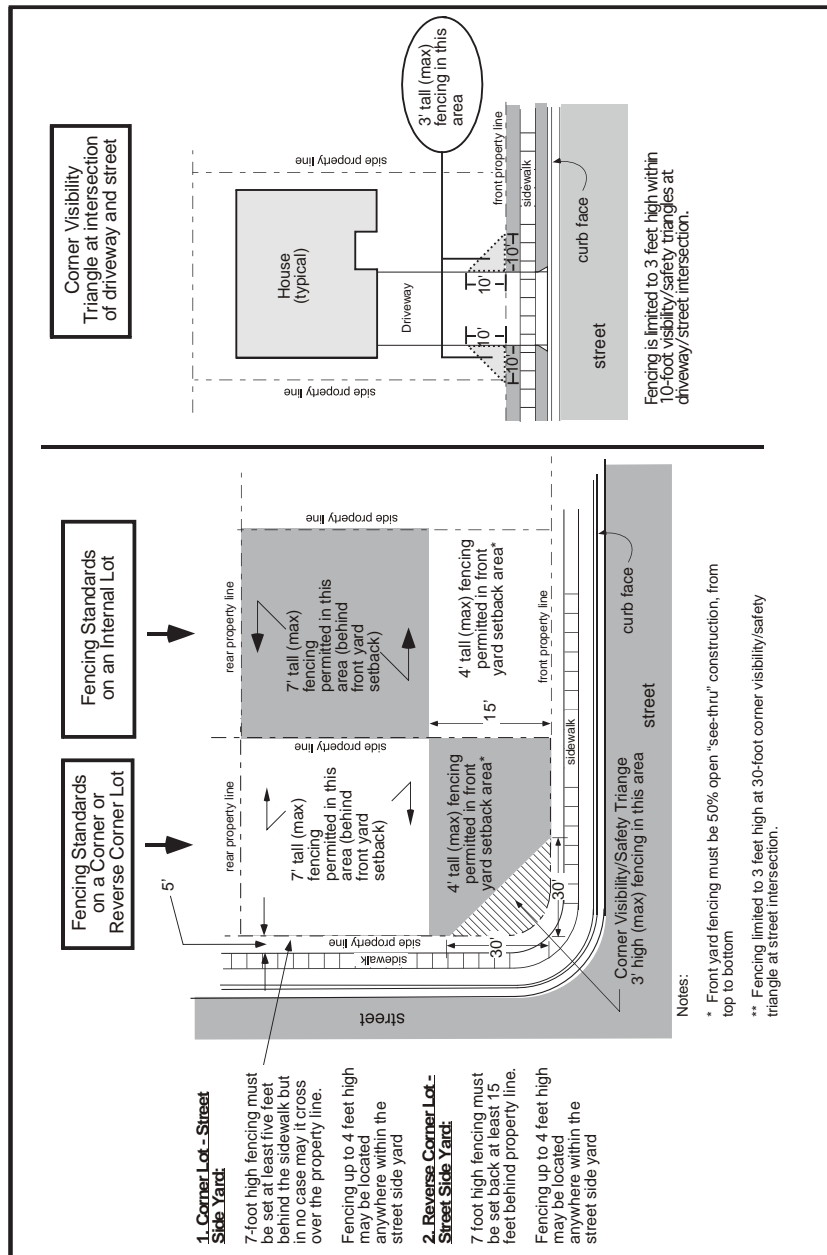 1. Corner Lot - Street
Side Yard:
7-foot high fencing must
be set at least five feet
behind the sidewalk but
in no case may it cross
over the property line.
Fencing up to 4 feet high
may be located
anywhere within the
street side yard
2. Reverse Corner Lot -
Street Side Yard:
7 foot high fencing must
be set back at least 15
feet behind property line.
Fencing up to 4 feet high
may be located
anywhere within the
street side yard
Fencing Standards
on a Corner or
Reverse Corner Lot
5'
rear property line
7' tall (max)
fencing
permitted in this
area (behind
front yard
setback)
side property line
sidewalk
street
4' tall (max) fencing
permitted in front
yard setback area*
30'
30'
Corner Visibility/Safety Triange
3' high (max) fencing in this area
side property line
Fencing Standards
on an Internal Lot
rear property line
7' tall (max)
fencing
permitted in this
area (behind
front yard
setback)
side property line
15'
4' tall (max) fencing
permitted in front
yard setback area*
front property line
sidewalk
curb face
street
Notes:
* Front yard fencing must be 50% open "see-thru" construction, from
top to bottom
** Fencing limited to 3 feet high at 30-foot corner visibility/safety
triangle at street intersection.
Corner Visibility
Triangle at intersection
of driveway and street
side property line
House
(typical)
side property line
Driveway
3' tall (max)
fencing in this
area
10'
10'
10'
10'
front property line
sidewalk
curb face
street
Fencing is limited to 3 feet high within
10-foot visibility/safety triangles at
driveway/street intersection.